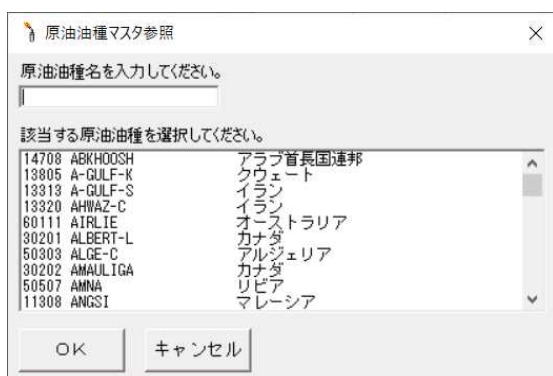 原油油種マスタ参照
原油油種名を入力してください。
該当する原油油種を選択してください。
14708 ABKHOOSH アラブ首長国連邦
13805 A-GULF-K クウェート
13313 A-GULF-S イラン
13320 AHWAZ-C イラン
60111 AIRLIE オーストラリア
30201 ALBERT-L カナダ
50303 ALGE-C アルジェリア
30202 AMAULIGA カナダ
50507 AMNA リビア
11308 ANGSI マレーシア
OK キャンセル